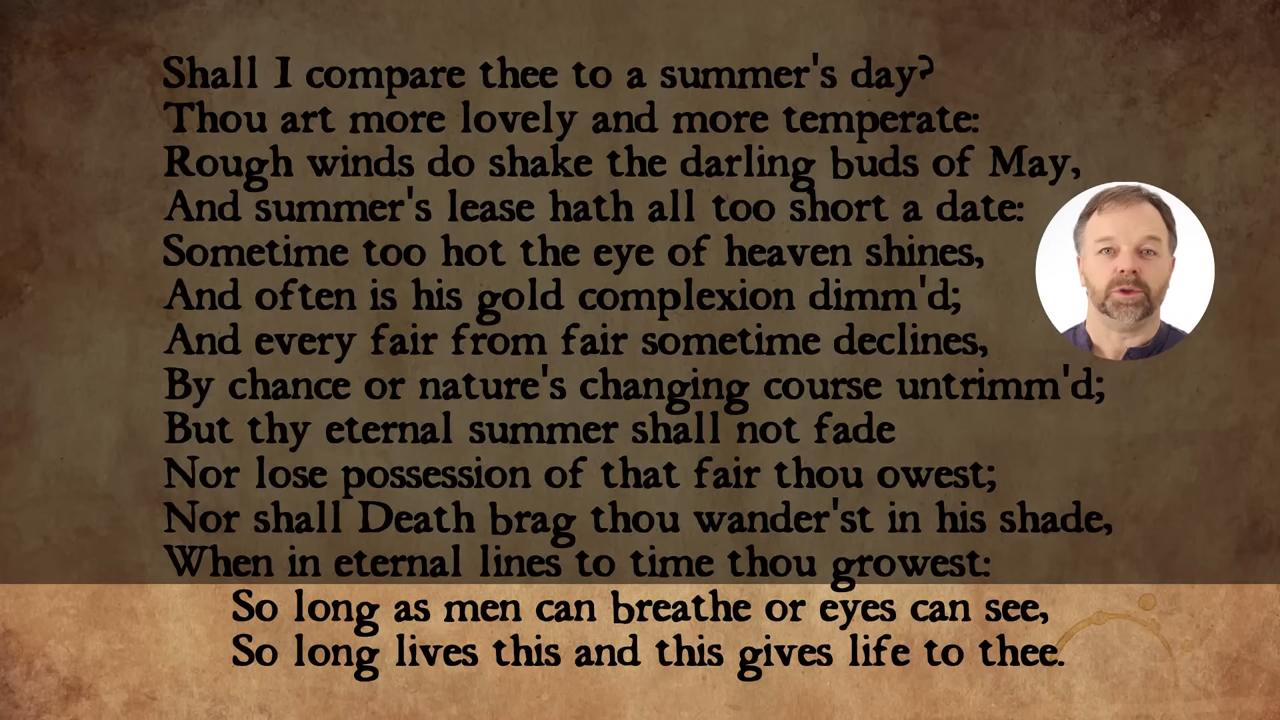 Shall I compare thee to a summer's day?
Thou art more lovely and more temperate:
Rough winds do shake the darling buds of May,
And summer's lease hath all too short a date:
Sometime too hot the eye of heaven shines,
And often is his gold complexion dimm'd;
And every fair from fair sometime declines,
By chance or nature's changing course untrimm'd;
But thy eternal summer shall not fade
Nor lose possession of that fair thou owest;
Nor shall Death brag thou wander'st in his shade,
When in eternal lines to time thou growest:
So long as men can breathe or eyes can see,
So long lives this and this gives life to thee.